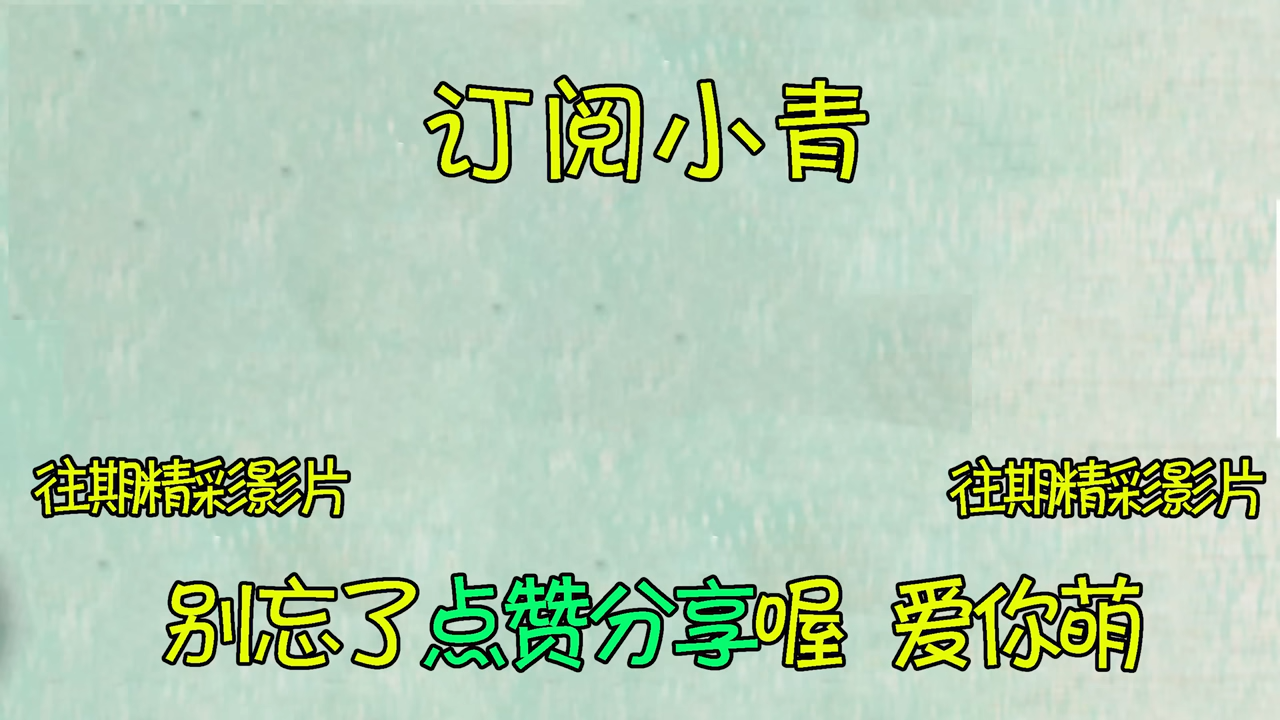 订阅小青
往期精彩影片
往期精彩影片
别忘了点赞分享喔 爱你萌